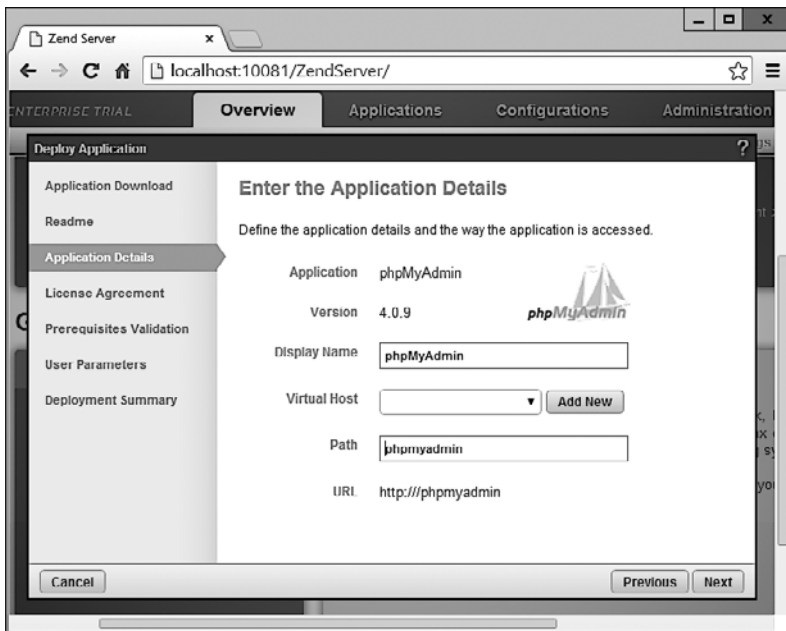 Zend Server
localhost:10081/ZendServer/
ENTERPRISE TRIAL
Overview
Applications
Configurations
Administration
Deploy Application
?
Application Download
Readme
Application Details
License Agreement
Prerequisites Validation
User Parameters
Deployment Summary
Enter the Application Details
Define the application details and the way the application is accessed.
Application phpMyAdmin
Version 4.0.9
phpMyAdmin
Display Name phpMyAdmin
Virtual Host Add New
Path phpmyadmin
URL http:///phpmyadmin
Cancel
Previous
Next